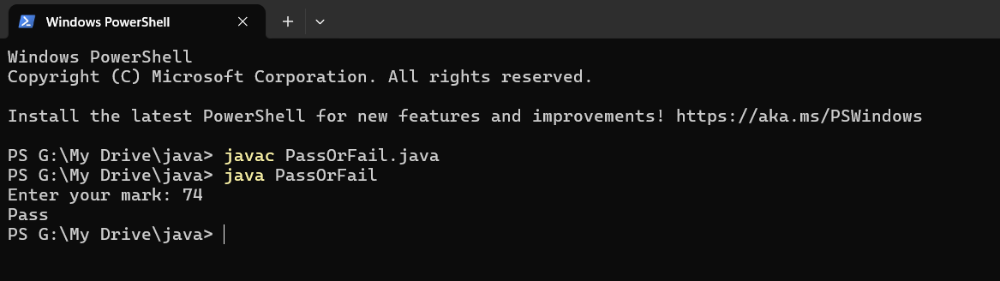 Windows PowerShell
Windows PowerShell
Copyright (C) Microsoft Corporation. All rights reserved.
Install the latest PowerShell for new features and improvements! https://aka.ms/PSWindows
PS G:\My Drive\java> javac PassOrFail.java
PS G:\My Drive\java> java PassOrFail
Enter your mark: 74
Pass
PS G:\My Drive\java>